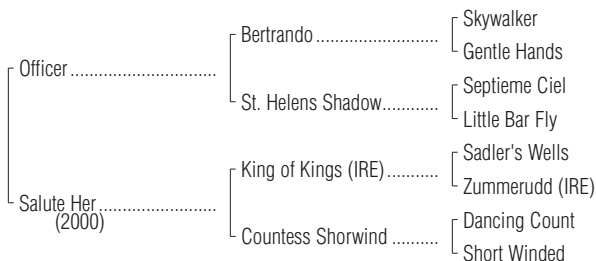 Skywalker
Bertrando
Gentle Hands
Officer
Septieme Ciel
St. Helens Shadow
Little Bar Fly
Sadler's Wells
King of Kings (IRE)
Zummerudd (IRE)
Salute Her
(2000)
Dancing Count
Countess Shorwind
Short Winded